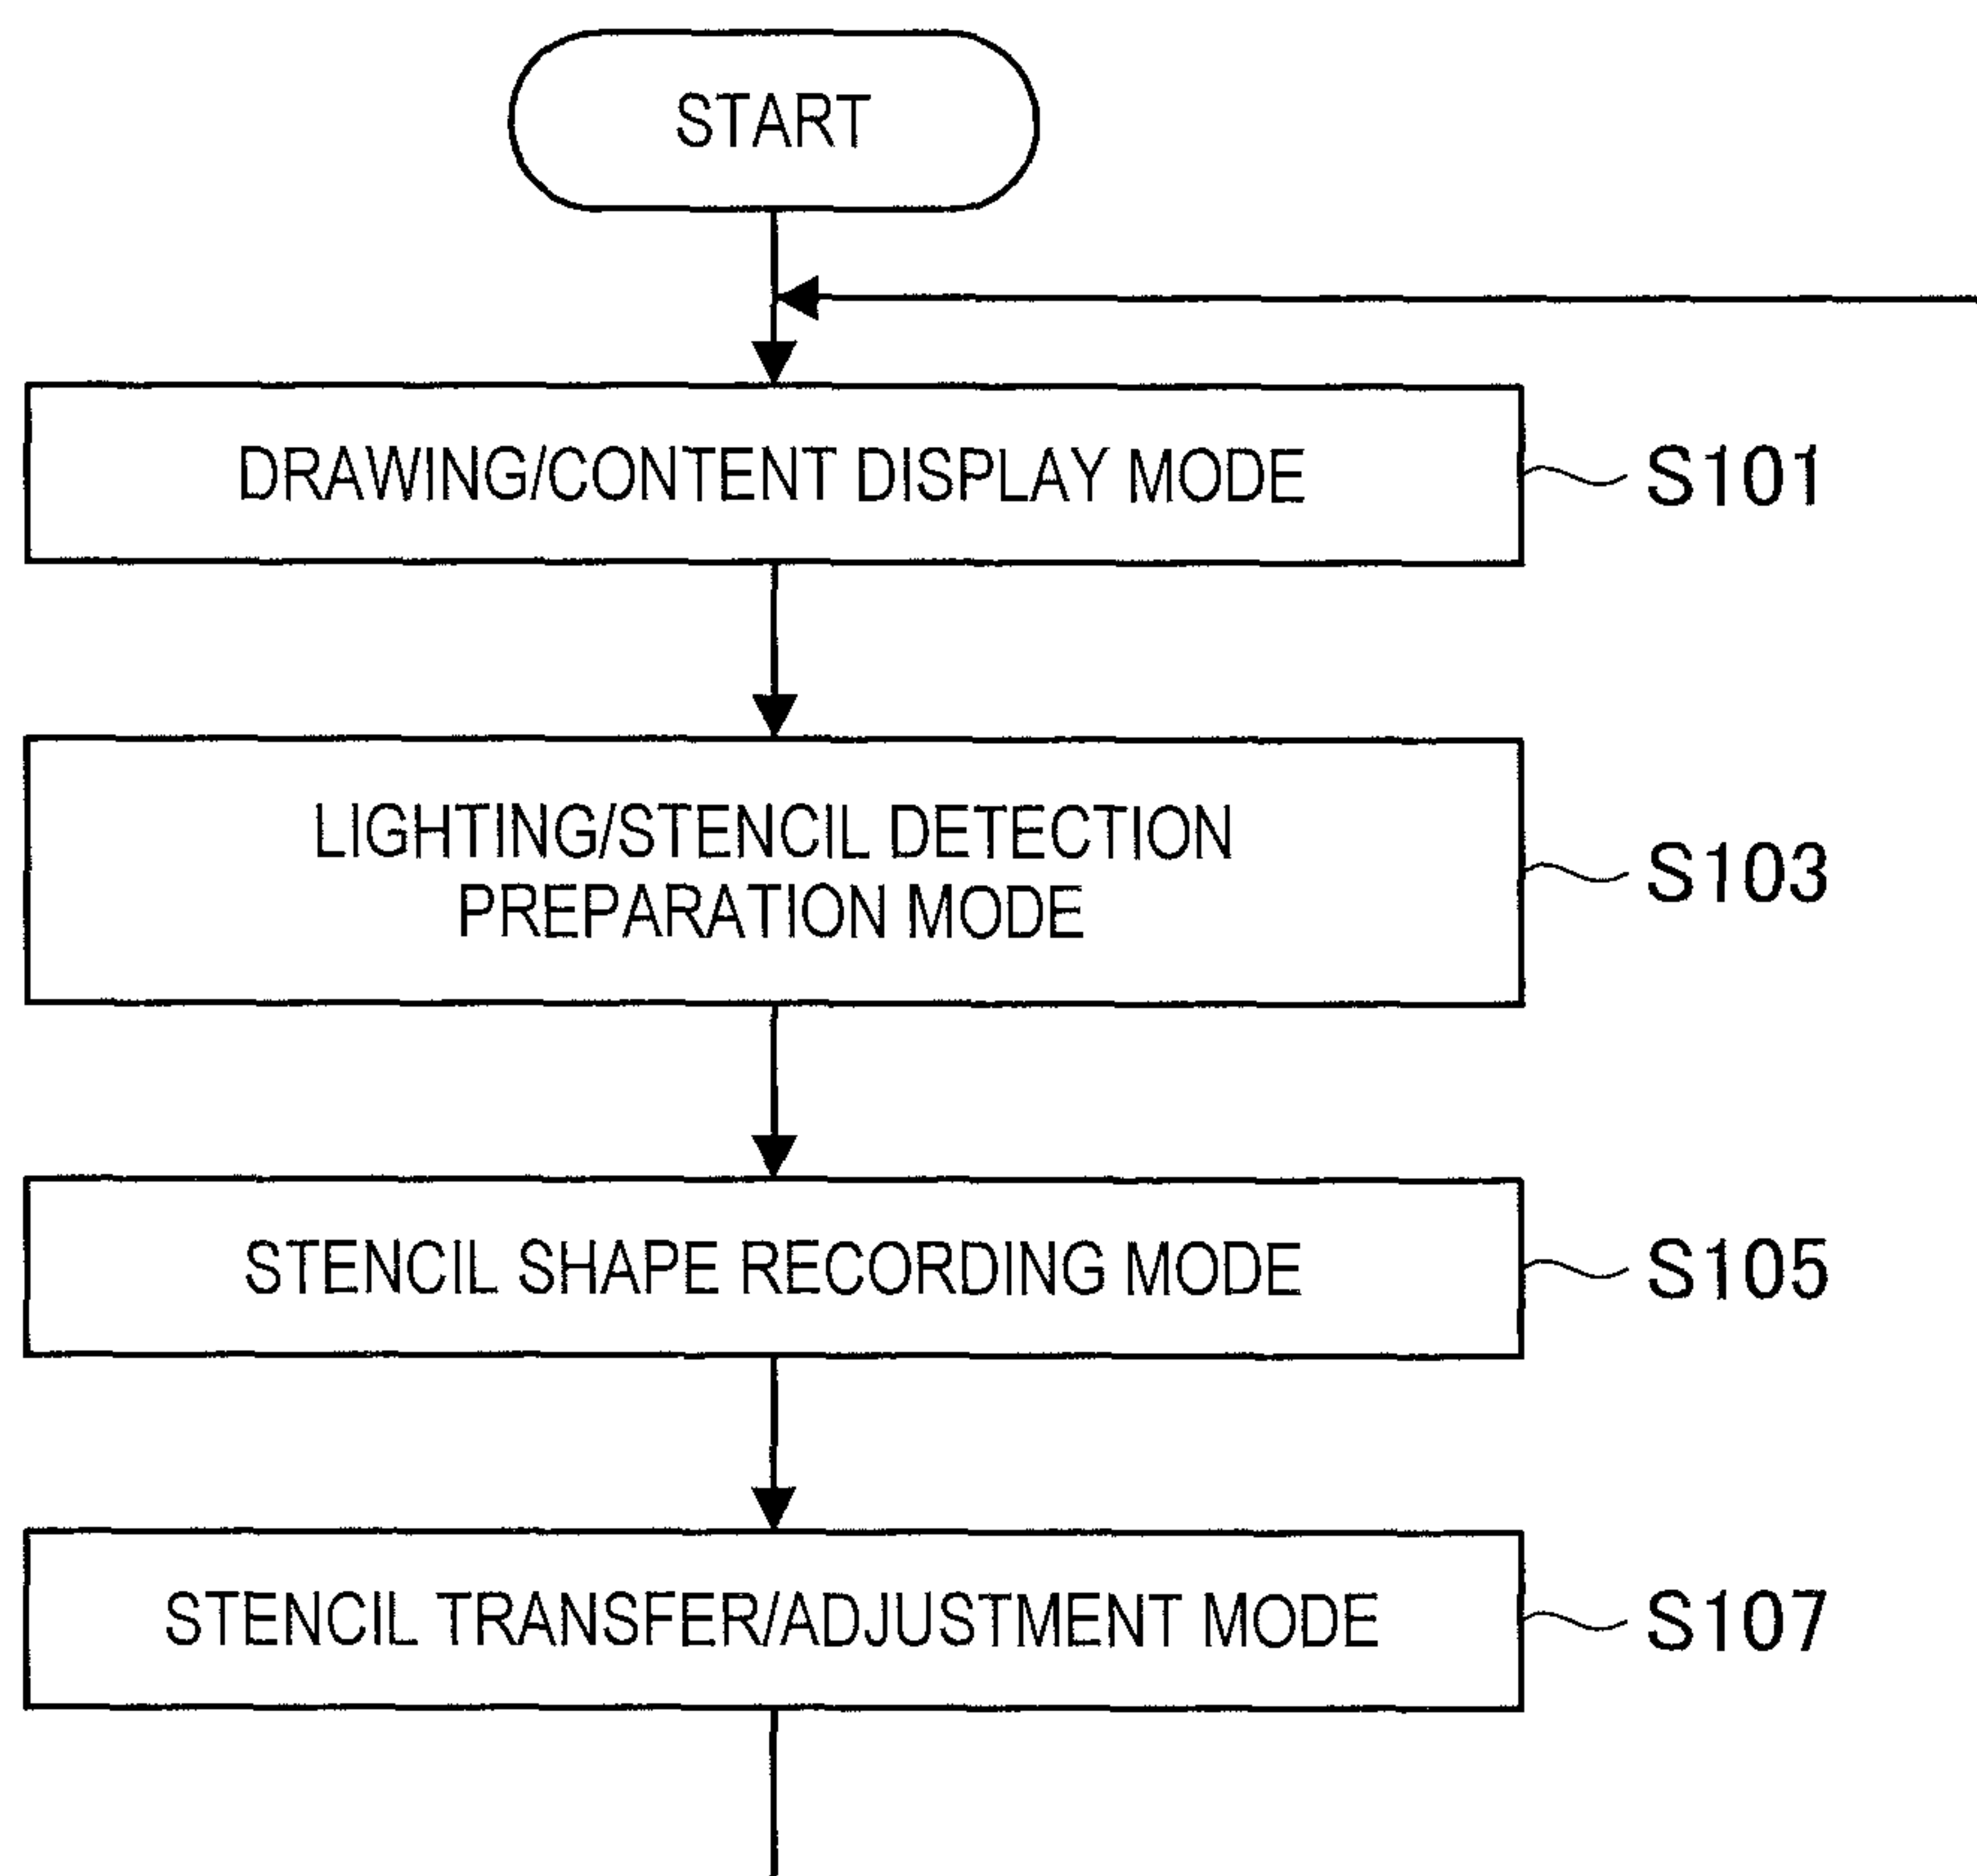 START
DRAWING/CONTENT DISPLAY MODE
S101
LIGHTING/STENCIL DETECTION
PREPARATION MODE
S103
STENCIL SHAPE RECORDING MODE
S105
STENCIL TRANSFER/ADJUSTMENT MODE
S107